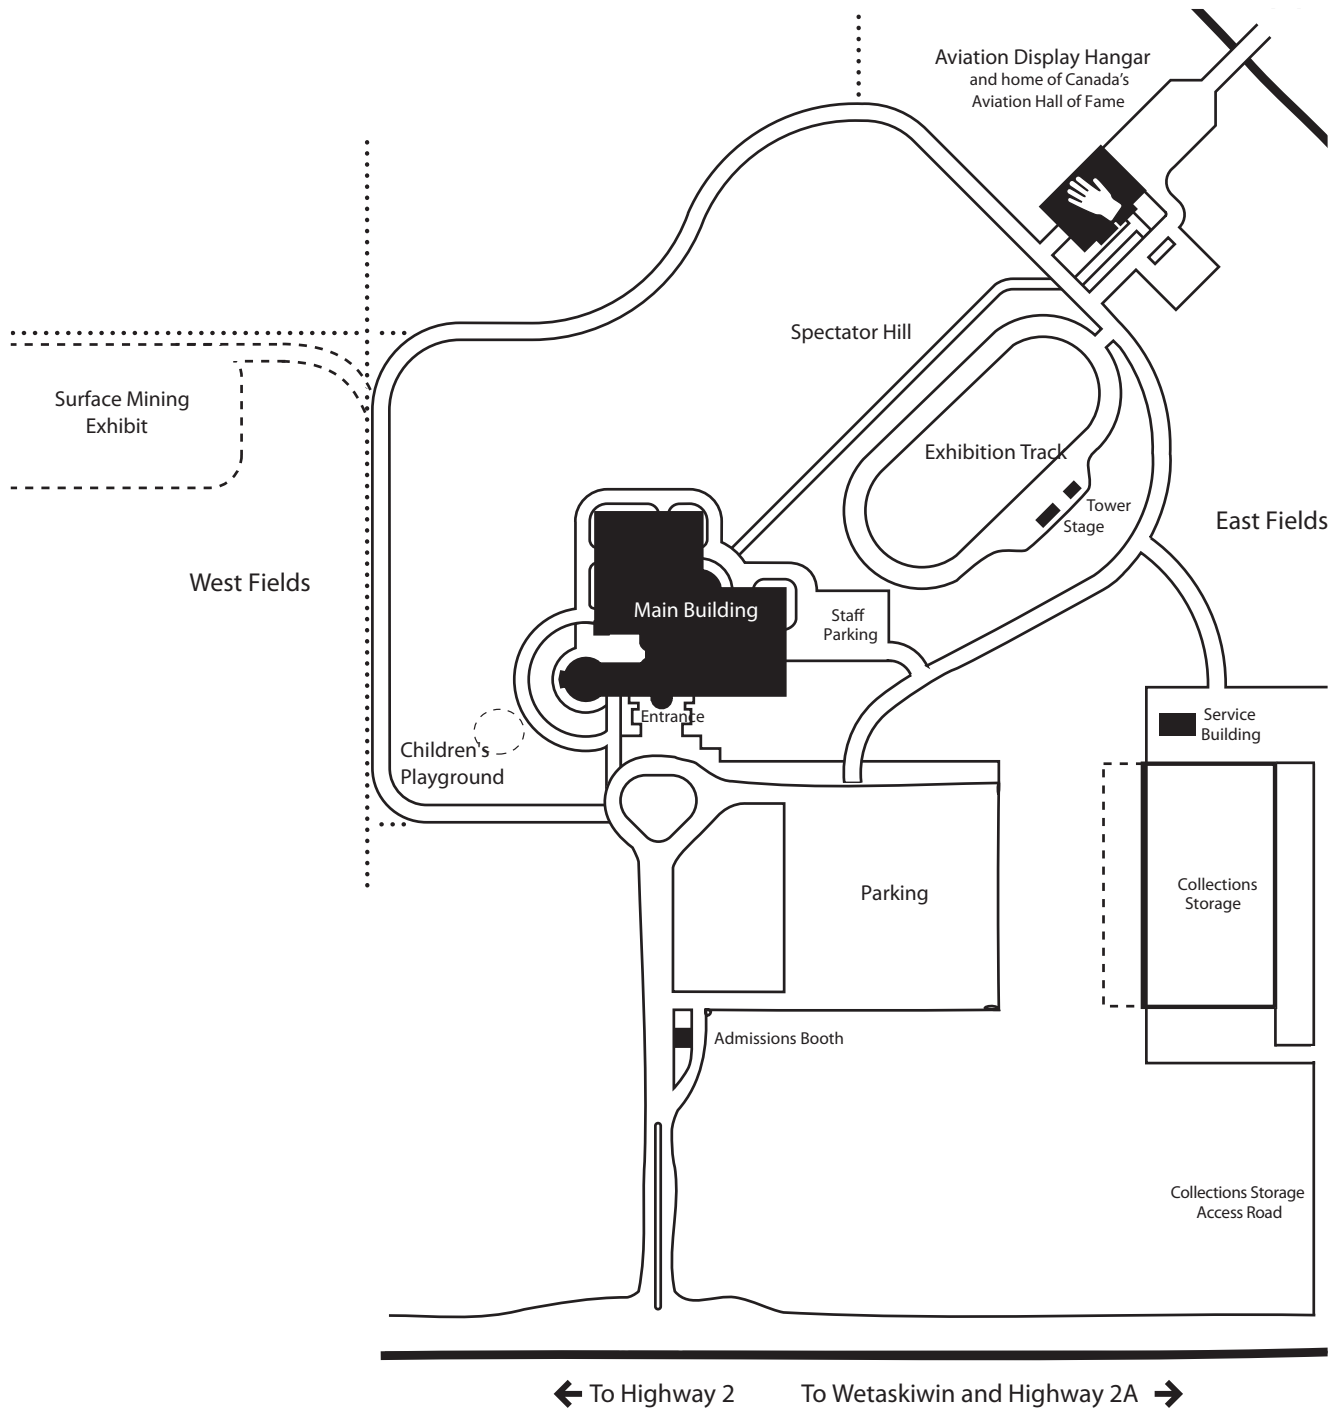 Aviation Display Hangar
and home of Canada's
Aviation Hall of Fame
Spectator Hill
Surface Mining
Exhibit
Exhibition Track
Tower
Stage
East Fields
West Fields
Main Building
Staff
Parking
Entrance
Service
Building
Children's
Playground
Collections
Storage
Parking
Admissions Booth
Collections Storage
Access Road
To Highway 2
To Wetaskiwin and Highway 2A